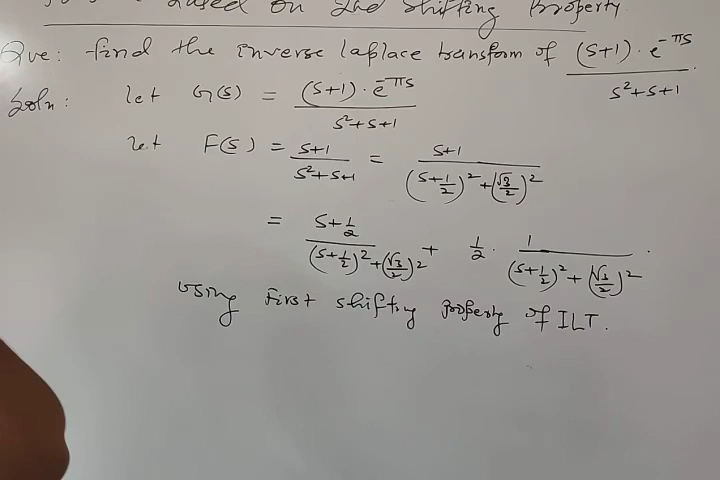 based on 2nd shifting property.
Que: find the inverse laplace transform of (s+1)·e^-πs / s²+s+1.
Soln: let G(s) = (s+1)·e^-πs / s²+s+1
let F(s) = s+1 / s²+s+1 = s+1 / (s+1/2)²+(√3/2)²
= s+1/2 / (s+1/2)²+(√3/2)² + 1/2 · 1 / (s+1/2)²+(√3/2)² .
Using First shifting property of ILT.